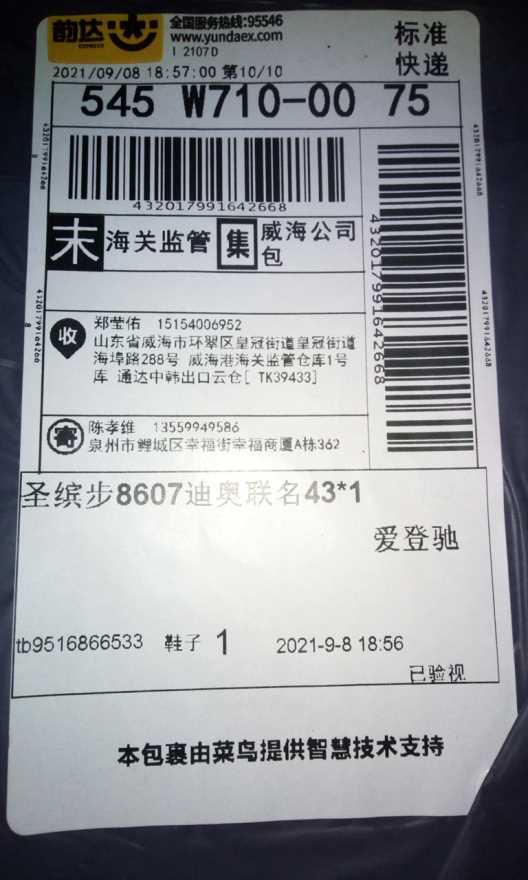 韵达
EXPRESS
全国服务热线:95546
www.yundaex.com
I 2107D
标准
快递
2021/09/08 18:57:00 第10/10
545 W710-00 75
432017991642668
432017991642668
432017991642668
432017991642668
432017991642668
432017991642668
末 海关监管 集包 威海公司
收 郑莹佑 15154006952
山东省威海市环翠区皇冠街道皇冠街道
海埠路288号 威海港海关监管仓库1号
库 通达中韩出口云仓[ TK39433]
寄 陈孝维 13559949586
泉州市鲤城区幸福街幸福商厦A栋362
圣缤步8607迪奥联名43*1
爱登驰
tb9516866533 鞋子 1 2021-9-8 18:56
已验视
本包裹由菜鸟提供智慧技术支持